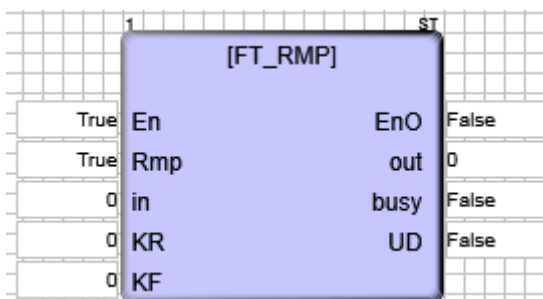 1 ST
[FT_RMP]
True En EnO False
True Rmp out 0
0 in busy False
0 KR UD False
0 KF